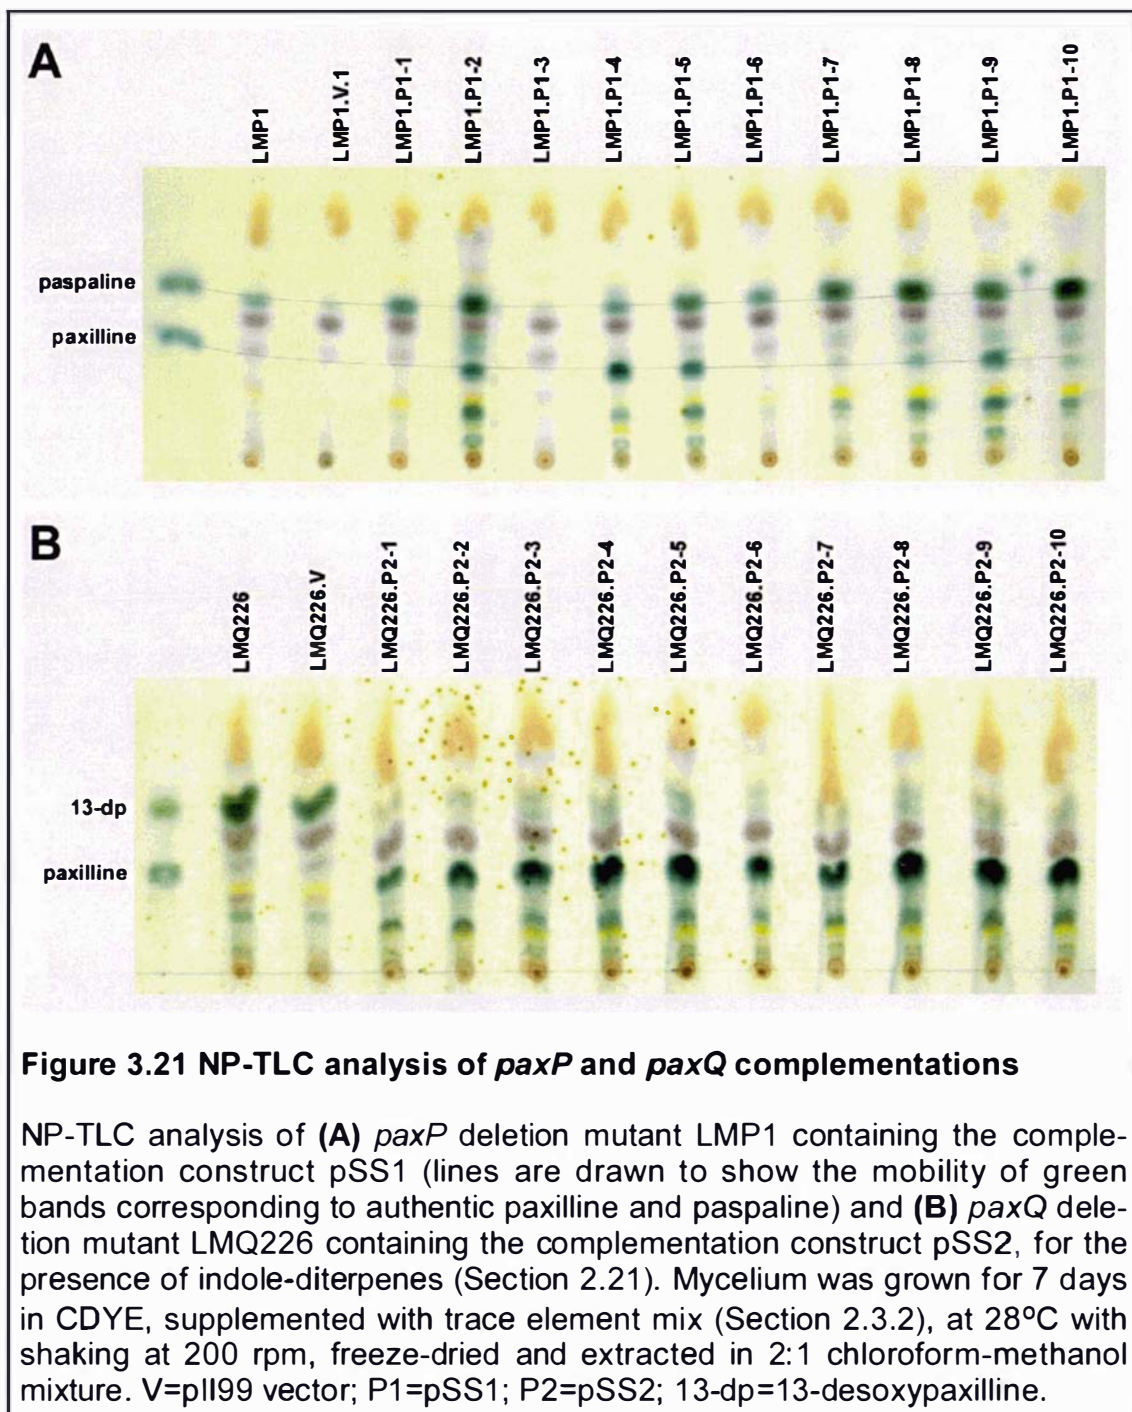 A
LMP1
LMP1.V.1
LMP1.P1-1
LMP1.P1-2
LMP1.P1-3
LMP1.P1-4
LMP1.P1-5
LMP1.P1-6
LMP1.P1-7
LMP1.P1-8
LMP1.P1-9
LMP1.P1-10
paspaline
paxilline
B
LMQ226
LMQ226.V
LMQ226.P2-1
LMQ226.P2-2
LMQ226.P2-3
LMQ226.P2-4
LMQ226.P2-5
LMQ226.P2-6
LMQ226.P2-7
LMQ226.P2-8
LMQ226.P2-9
LMQ226.P2-10
13-dp
paxilline
Figure 3.21 NP-TLC analysis of paxP and paxQ complementations
NP-TLC analysis of (A) paxP deletion mutant LMP1 containing the comple-
mentation construct pSS1 (lines are drawn to show the mobility of green
bands corresponding to authentic paxilline and paspaline) and (B) paxQ dele-
tion mutant LMQ226 containing the complementation construct pSS2, for the
presence of indole-diterpenes (Section 2.21). Mycelium was grown for 7 days
in CDYE, supplemented with trace element mix (Section 2.3.2), at 28ºC with
shaking at 200 rpm, freeze-dried and extracted in 2:1 chloroform-methanol
mixture. V=pII99 vector; P1=pSS1; P2=pSS2; 13-dp=13-desoxypaxilline.